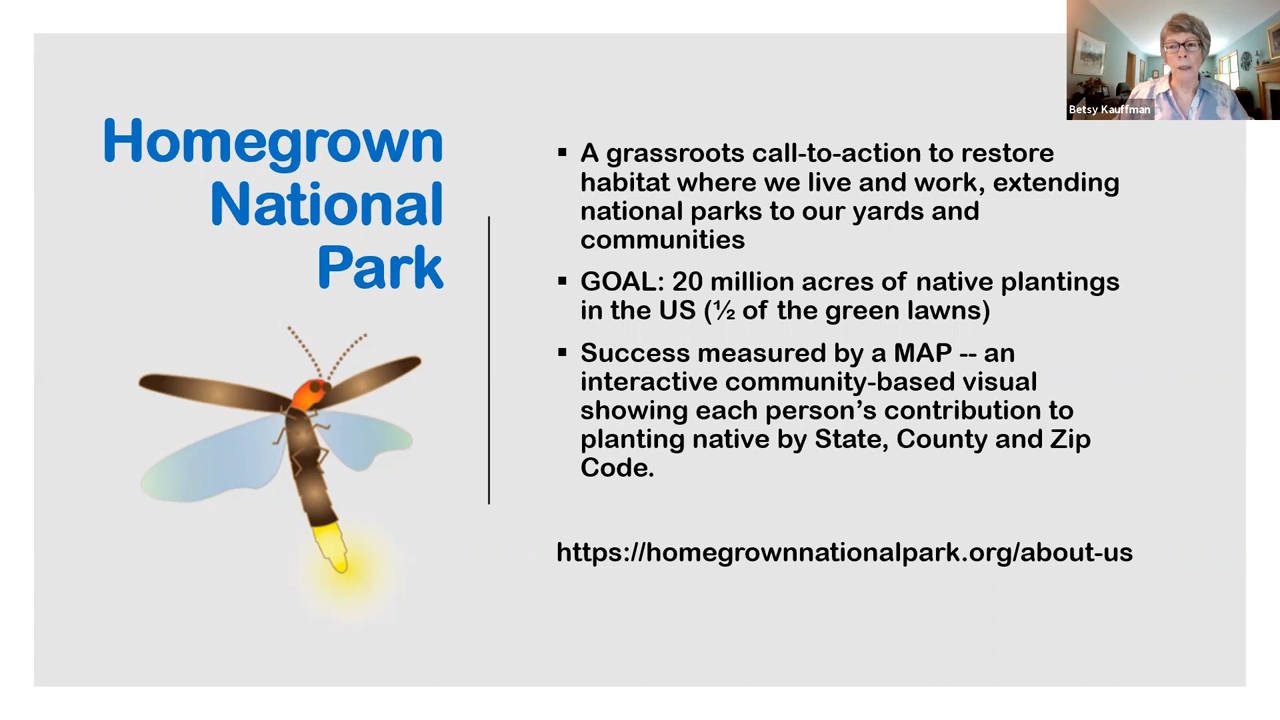 Homegrown
National
Park
▪ A grassroots call-to-action to restore
habitat where we live and work, extending
national parks to our yards and
communities
▪ GOAL: 20 million acres of native plantings
in the US (½ of the green lawns)
▪ Success measured by a MAP -- an
interactive community-based visual
showing each person’s contribution to
planting native by State, County and Zip
Code.
https://homegrownnationalpark.org/about-us
Betsy Kauffman